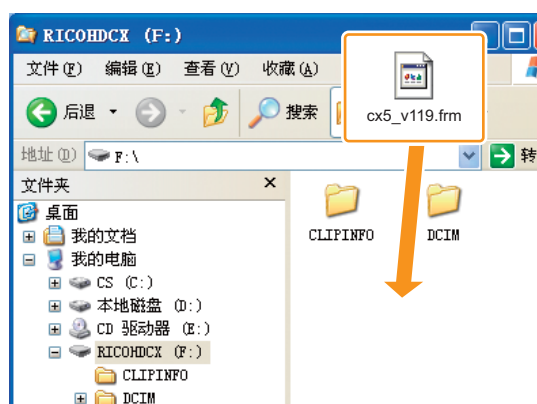 RICOHDCX (F:)
文件(F) 编辑(E) 查看(V) 收藏(A)
后退 搜索
cx5_v119.frm
地址(D) F:\ 转
文件夹 ×
桌面
我的文档
我的电脑
CS (C:)
本地磁盘 (D:)
CD 驱动器 (E:)
RICOHDCX (F:)
CLIPINFO
DCIM
CLIPINFO DCIM